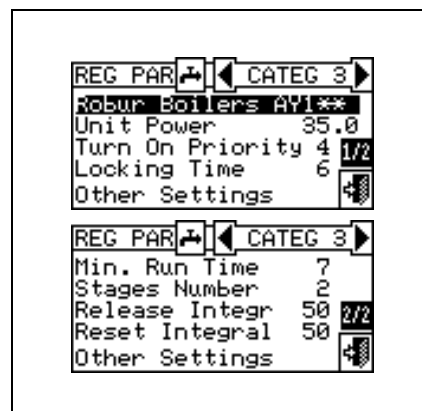 REG PAR CATEG 3
Robur Boilers AY1**
Unit Power 35.0
Turn On Priority 4 1/2
Locking Time 6
Other Settings
REG PAR CATEG 3
Min. Run Time 7
Stages Number 2
Release Integr 50 2/2
Reset Integral 50
Other Settings